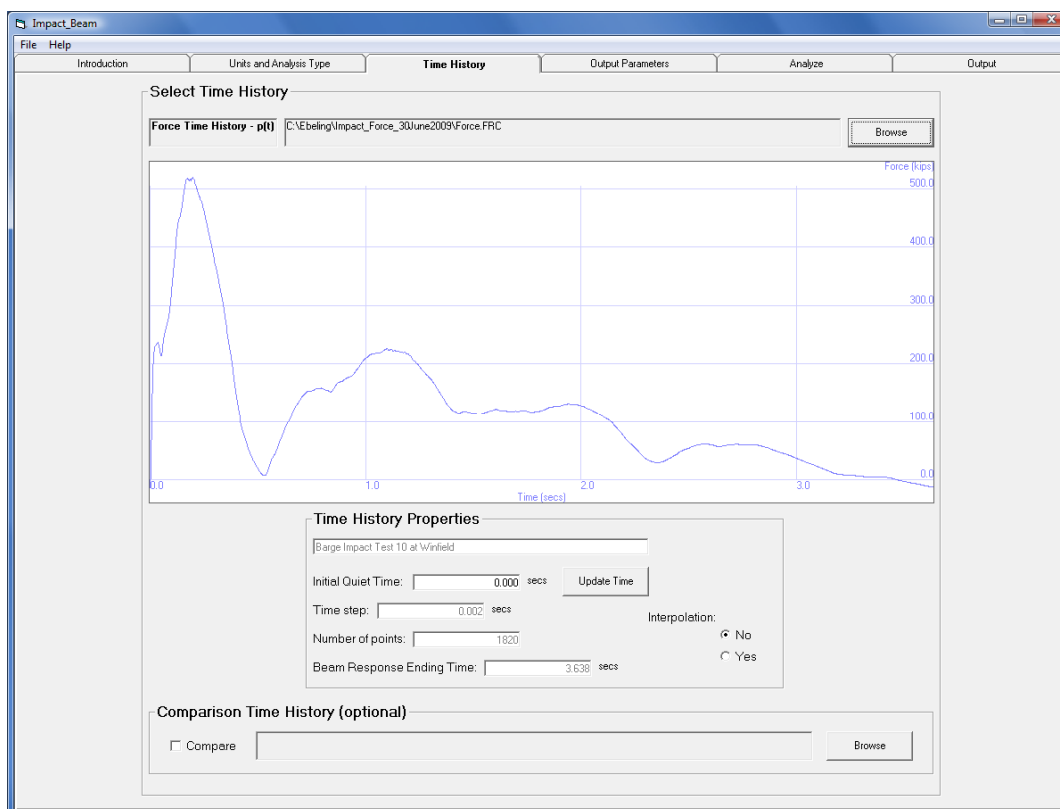 Impact_Beam
File Help
Introduction Units and Analysis Type Time History Output Parameters Analyze Output
Select Time History
Force Time History - p(t) C:\Ebeling\Impact_Force_30June2009\Force.FRC Browse
Force (kips)
500.0
400.0
300.0
200.0
100.0
0.0
0.0 1.0 2.0 3.0
Time (secs)
Time History Properties
Barge Impact Test 10 at Winfield
Initial Quiet Time: 0.000 secs Update Time
Time step: 0.002 secs
Interpolation:
Number of points: 1820
No
Yes
Beam Response Ending Time: 3.638 secs
Comparison Time History (optional)
Compare Browse